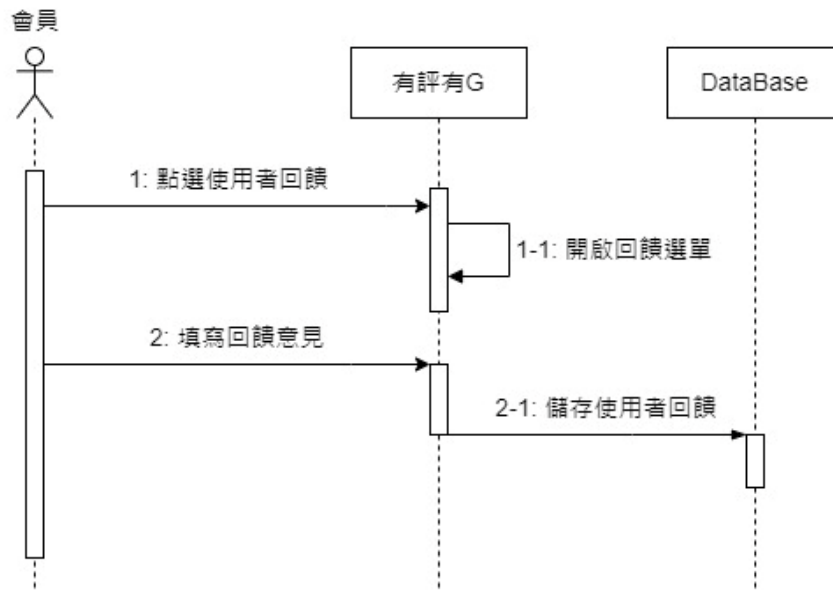 會員
有評有G
DataBase
1: 點選使用者回饋
1-1: 開啟回饋選單
2: 填寫回饋意見
2-1: 儲存使用者回饋